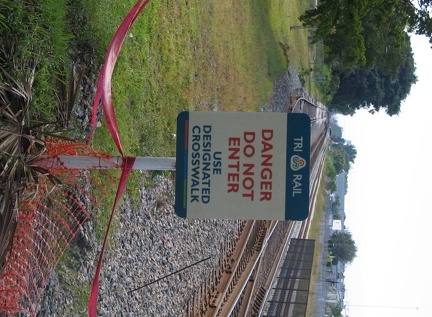 TRI RAIL
DANGER
DO NOT
ENTER
USE
DESIGNATED
CROSSWALK